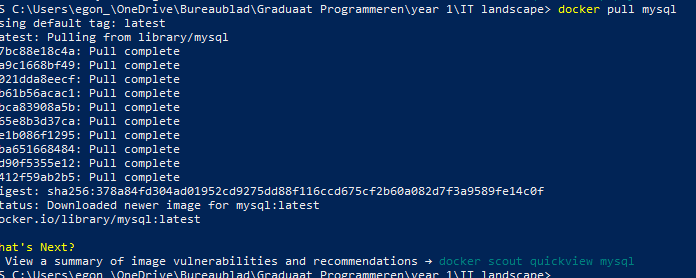 S C:\Users\egon_\OneDrive\Bureaublad\Graduaat Programmeren\year 1\IT landscape> docker pull mysql
sing default tag: latest
atest: Pulling from library/mysql
7bc88e18c4a: Pull complete
a9c1668bf49: Pull complete
021dda8eecf: Pull complete
b61b56acac1: Pull complete
bca83908a5b: Pull complete
65e8b3d37ca: Pull complete
e1b086f1295: Pull complete
ba651668484: Pull complete
d90f5355e12: Pull complete
412f59ab2b5: Pull complete
igest: sha256:378a84fd304ad01952cd9275dd88f116ccd675cf2b60a082d7f3a9589fe14c0f
tatus: Downloaded newer image for mysql:latest
ocker.io/library/mysql:latest
hat's Next?
View a summary of image vulnerabilities and recommendations → docker scout quickview mysql
S C:\Users\egon_\OneDrive\Bureaublad\Graduaat Programmeren\year 1\IT landscape>